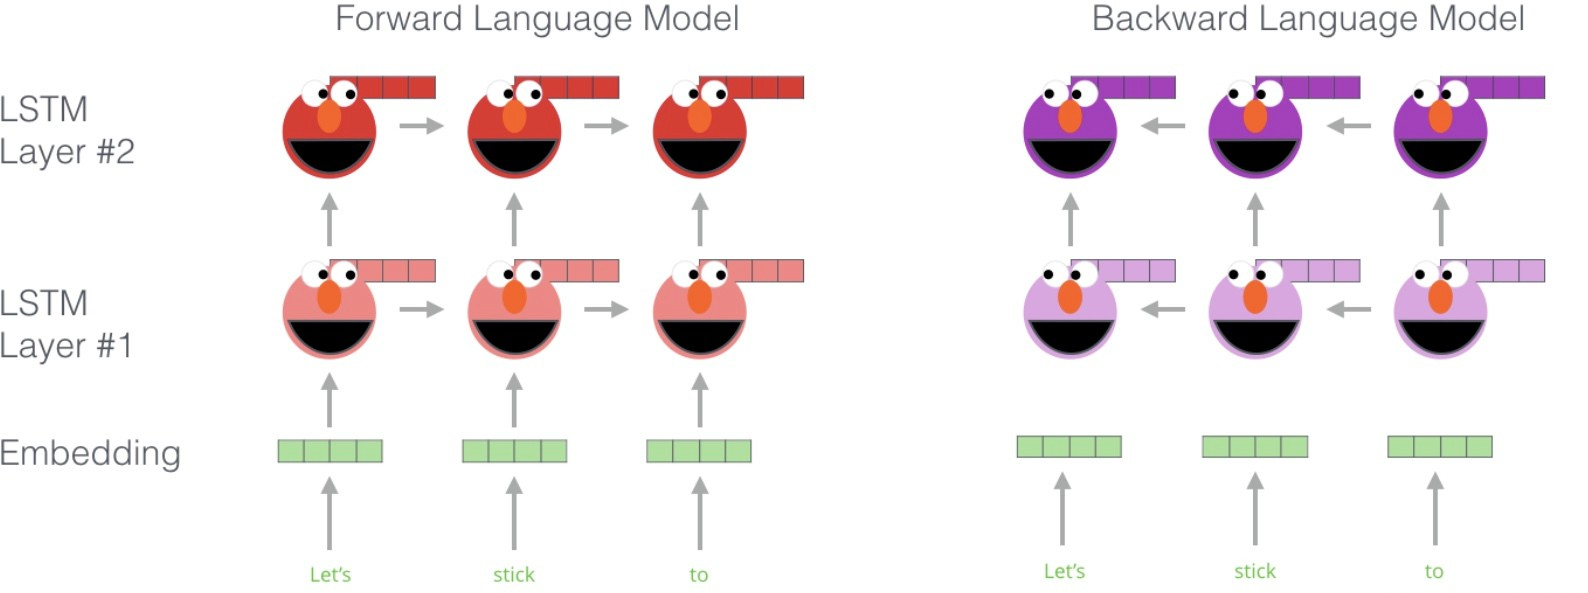 Forward Language Model
Backward Language Model
LSTM
Layer #2
LSTM
Layer #1
Embedding
Let's
stick
to
Let's
stick
to